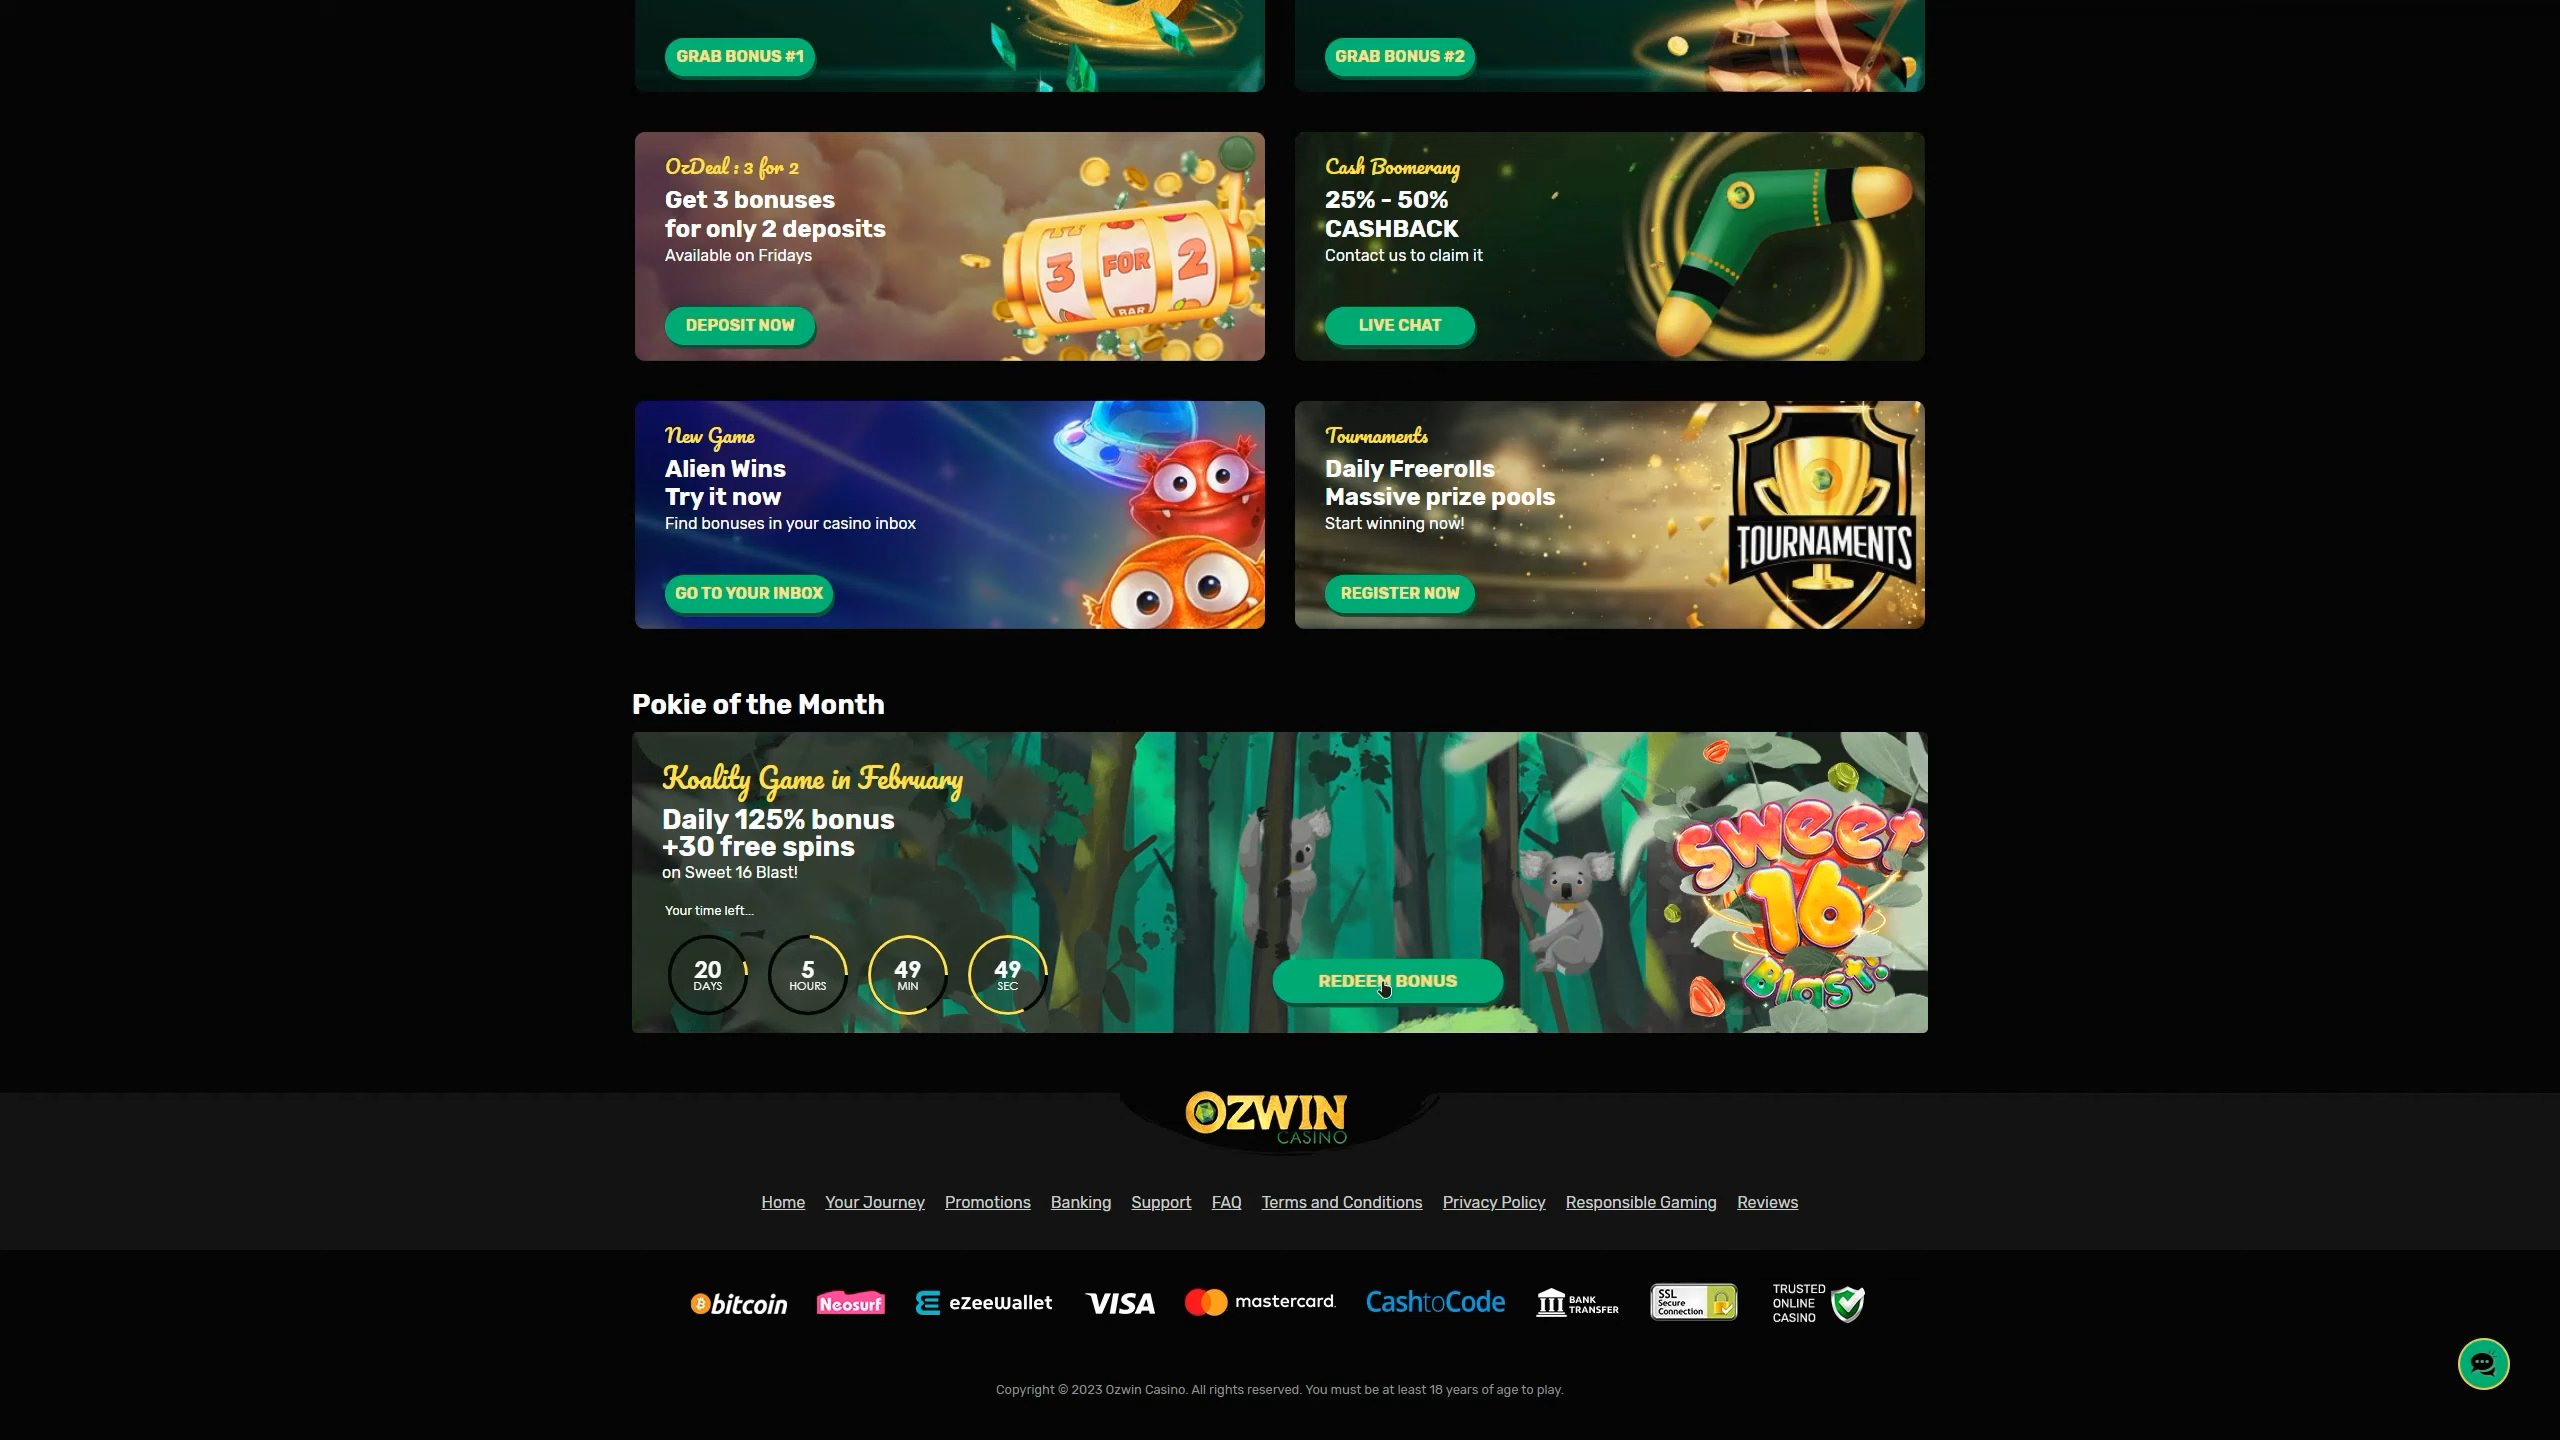 GRAB BONUS #1
GRAB BONUS #2
OzDeal : 3 for 2
Get 3 bonuses
for only 2 deposits
Available on Fridays
DEPOSIT NOW
3 FOR 2
BAR
Cash Boomerang
25% - 50%
CASHBACK
Contact us to claim it
LIVE CHAT
New Game
Alien Wins
Try it now
Find bonuses in your casino inbox
GO TO YOUR INBOX
Tournaments
Daily Freerolls
Massive prize pools
Start winning now!
REGISTER NOW
TOURNAMENTS
Pokie of the Month
Koality Game in February
Daily 125% bonus
+30 free spins
on Sweet 16 Blast!
Your time left...
20 5 49 49
DAYS HOURS MIN SEC
REDEEM BONUS
Sweet
16
Blast!
OZWIN
CASINO
Home Your Journey Promotions Banking Support FAQ Terms and Conditions Privacy Policy Responsible Gaming Reviews
bitcoin Neosurf eZeeWallet VISA mastercard. CashtoCode
BANK
TRANSFER
SSL
Secure
Connection
TRUSTED
ONLINE
CASINO
Copyright © 2023 Ozwin Casino. All rights reserved. You must be at least 18 years of age to play.